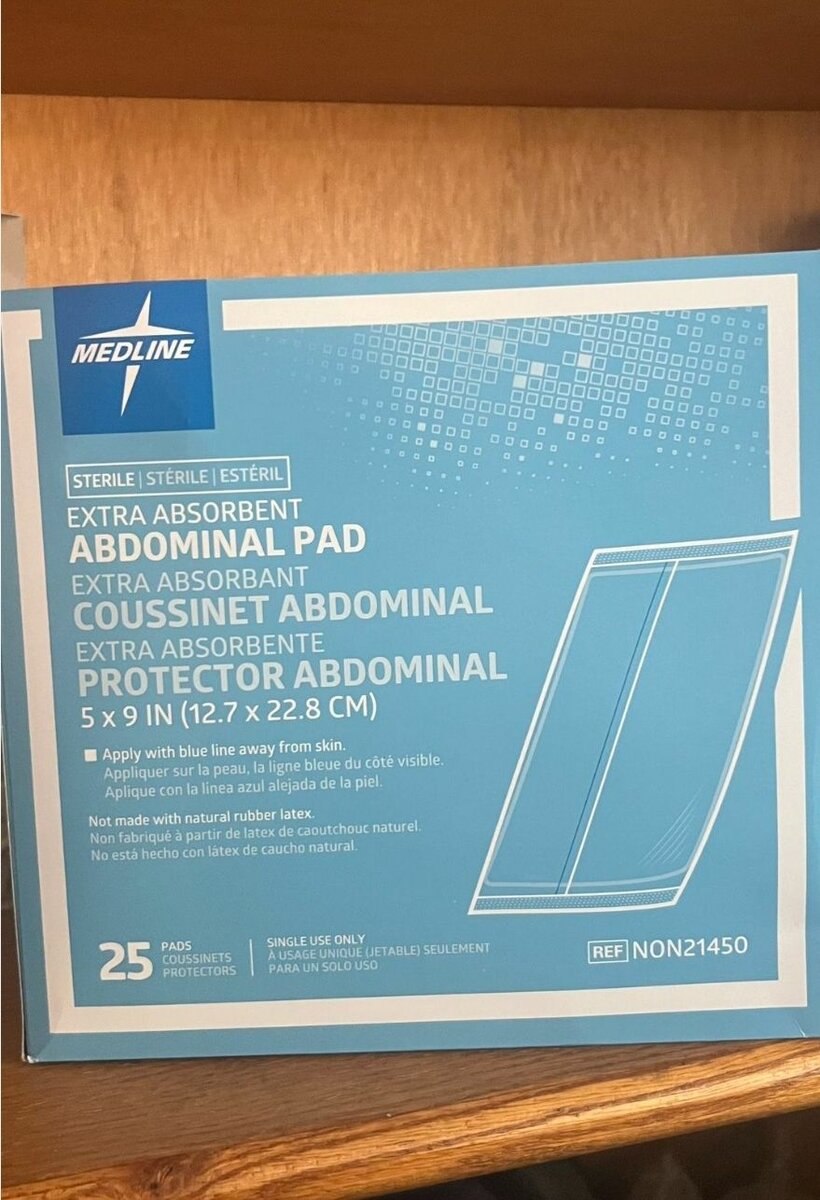 MEDLINE
STERILE | STÉRILE | ESTÉRIL
EXTRA ABSORBENT
ABDOMINAL PAD
EXTRA ABSORBANT
COUSSINET ABDOMINAL
EXTRA ABSORBENTE
PROTECTOR ABDOMINAL
5 x 9 IN (12.7 x 22.8 CM)
Apply with blue line away from skin.
Appliquer sur la peau, la ligne bleue du côté visible.
Aplique con la línea azul alejada de la piel.
Not made with natural rubber latex.
Non fabriqué à partir de latex de caoutchouc naturel.
No está hecho con látex de caucho natural.
25 PADS
COUSSINETS
PROTECTORS
SINGLE USE ONLY
À USAGE UNIQUE (JETABLE) SEULEMENT
PARA UN SOLO USO
REF NON21450